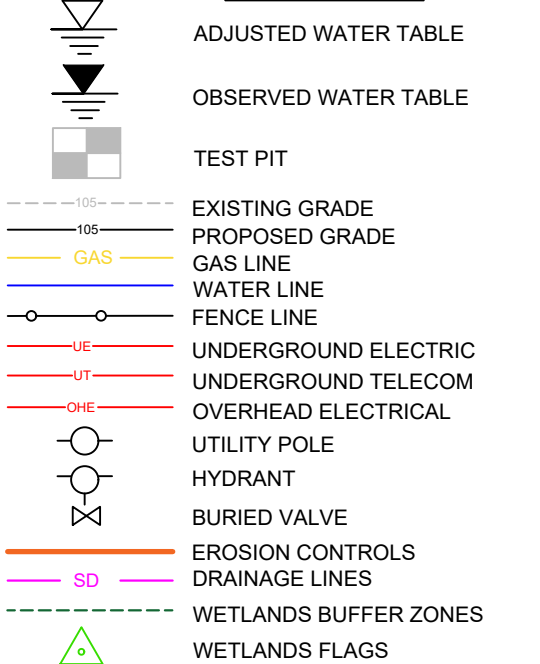 ADJUSTED WATER TABLE
OBSERVED WATER TABLE
TEST PIT
105 EXISTING GRADE
105 PROPOSED GRADE
GAS GAS LINE
WATER LINE
FENCE LINE
UE UNDERGROUND ELECTRIC
UT UNDERGROUND TELECOM
OHE OVERHEAD ELECTRICAL
UTILITY POLE
HYDRANT
BURIED VALVE
EROSION CONTROLS
SD DRAINAGE LINES
WETLANDS BUFFER ZONES
WETLANDS FLAGS